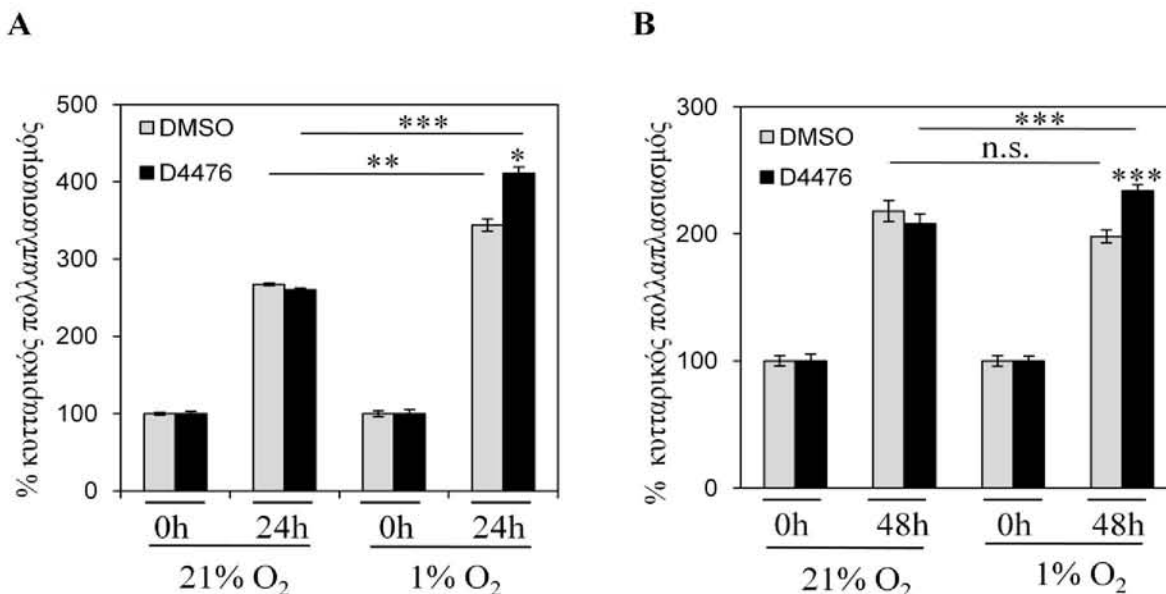 A
% κυτταρικός πολλαπλασιασμός
500
400
300
200
100
0
DMSO
D4476
***
**
*
0h 24h 0h 24h
21% O₂ 1% O₂
B
% κυτταρικός πολλαπλασιασμός
300
200
100
0
DMSO
D4476
***
n.s.
***
0h 48h 0h 48h
21% O₂ 1% O₂